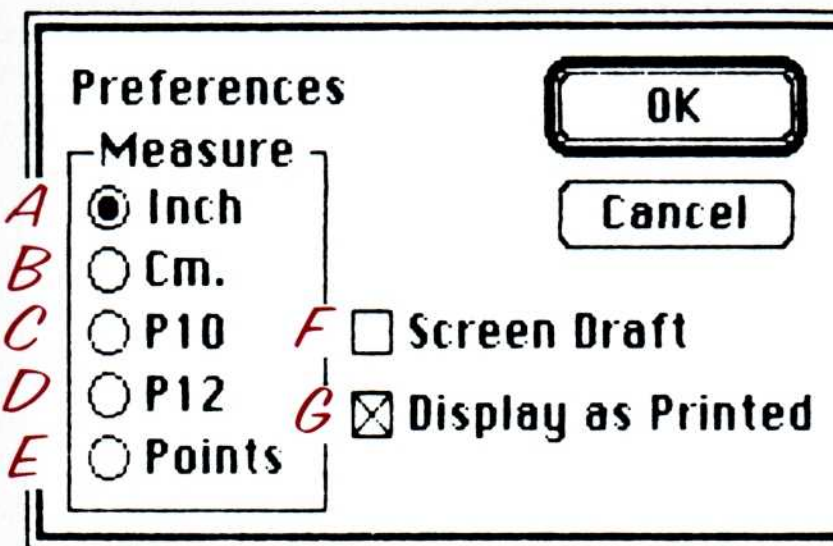 Preferences
OK
Measure
A Inch
Cancel
B Cm.
C P10
F Screen Draft
D P12
G Display as Printed
E Points